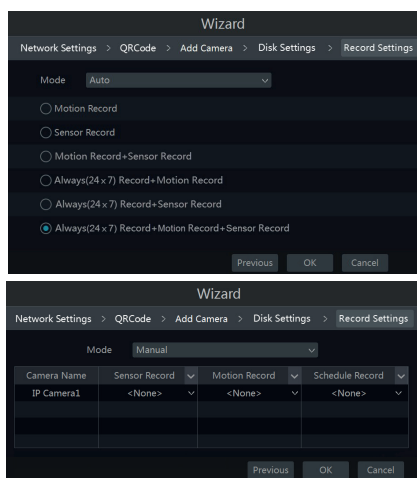 Wizard
Network Settings > QRCode > Add Camera > Disk Settings > Record Settings
Mode Auto
Motion Record
Sensor Record
Motion Record+Sensor Record
Always(24×7) Record+Motion Record
Always(24×7) Record+Sensor Record
Always(24×7) Record+Motion Record+Sensor Record
Previous OK Cancel
Wizard
Network Settings > QRCode > Add Camera > Disk Settings > Record Settings
Mode Manual
Camera Name Sensor Record Motion Record Schedule Record
IP Camera1 <None> <None> <None>
Previous OK Cancel